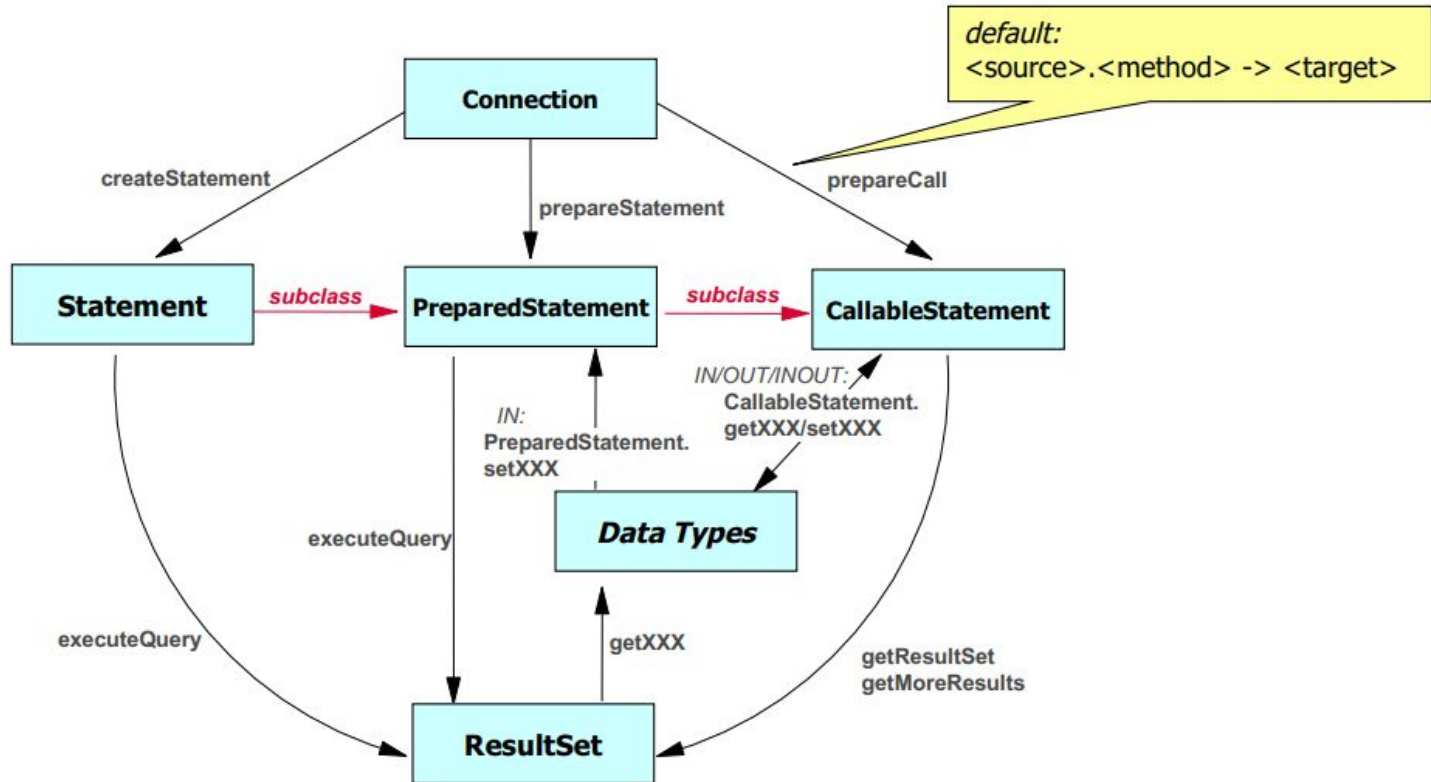 default:
<source>.<method> -> <target>
Connection
createStatement
prepareStatement
prepareCall
Statement
subclass
PreparedStatement
subclass
CallableStatement
IN:
PreparedStatement.
setXXX
IN/OUT/INOUT:
CallableStatement.
getXXX/setXXX
Data Types
executeQuery
executeQuery
getXXX
getResultSet
getMoreResults
ResultSet